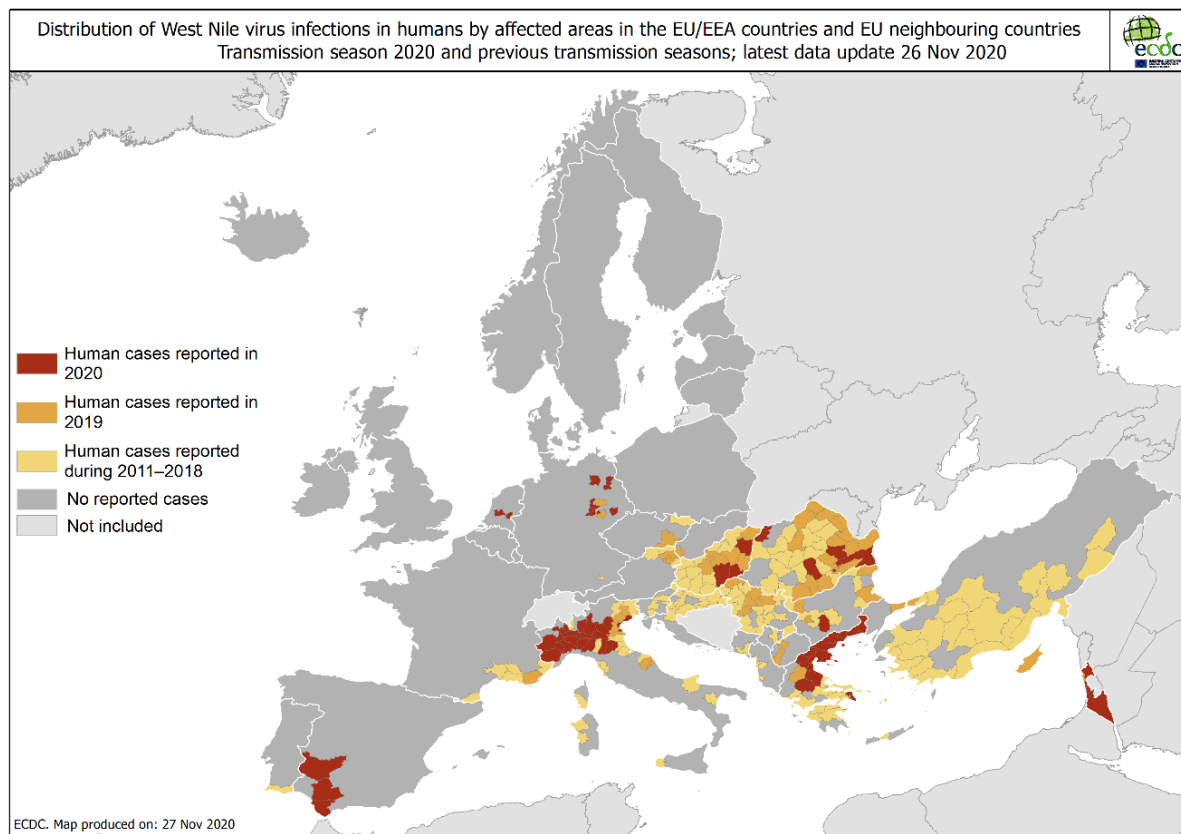 Distribution of West Nile virus infections in humans by affected areas in the EU/EEA countries and EU neighbouring countries
Transmission season 2020 and previous transmission seasons; latest data update 26 Nov 2020
ecdc
Human cases reported in
2020
Human cases reported in
2019
Human cases reported
during 2011–2018
No reported cases
Not included
ECDC. Map produced on: 27 Nov 2020